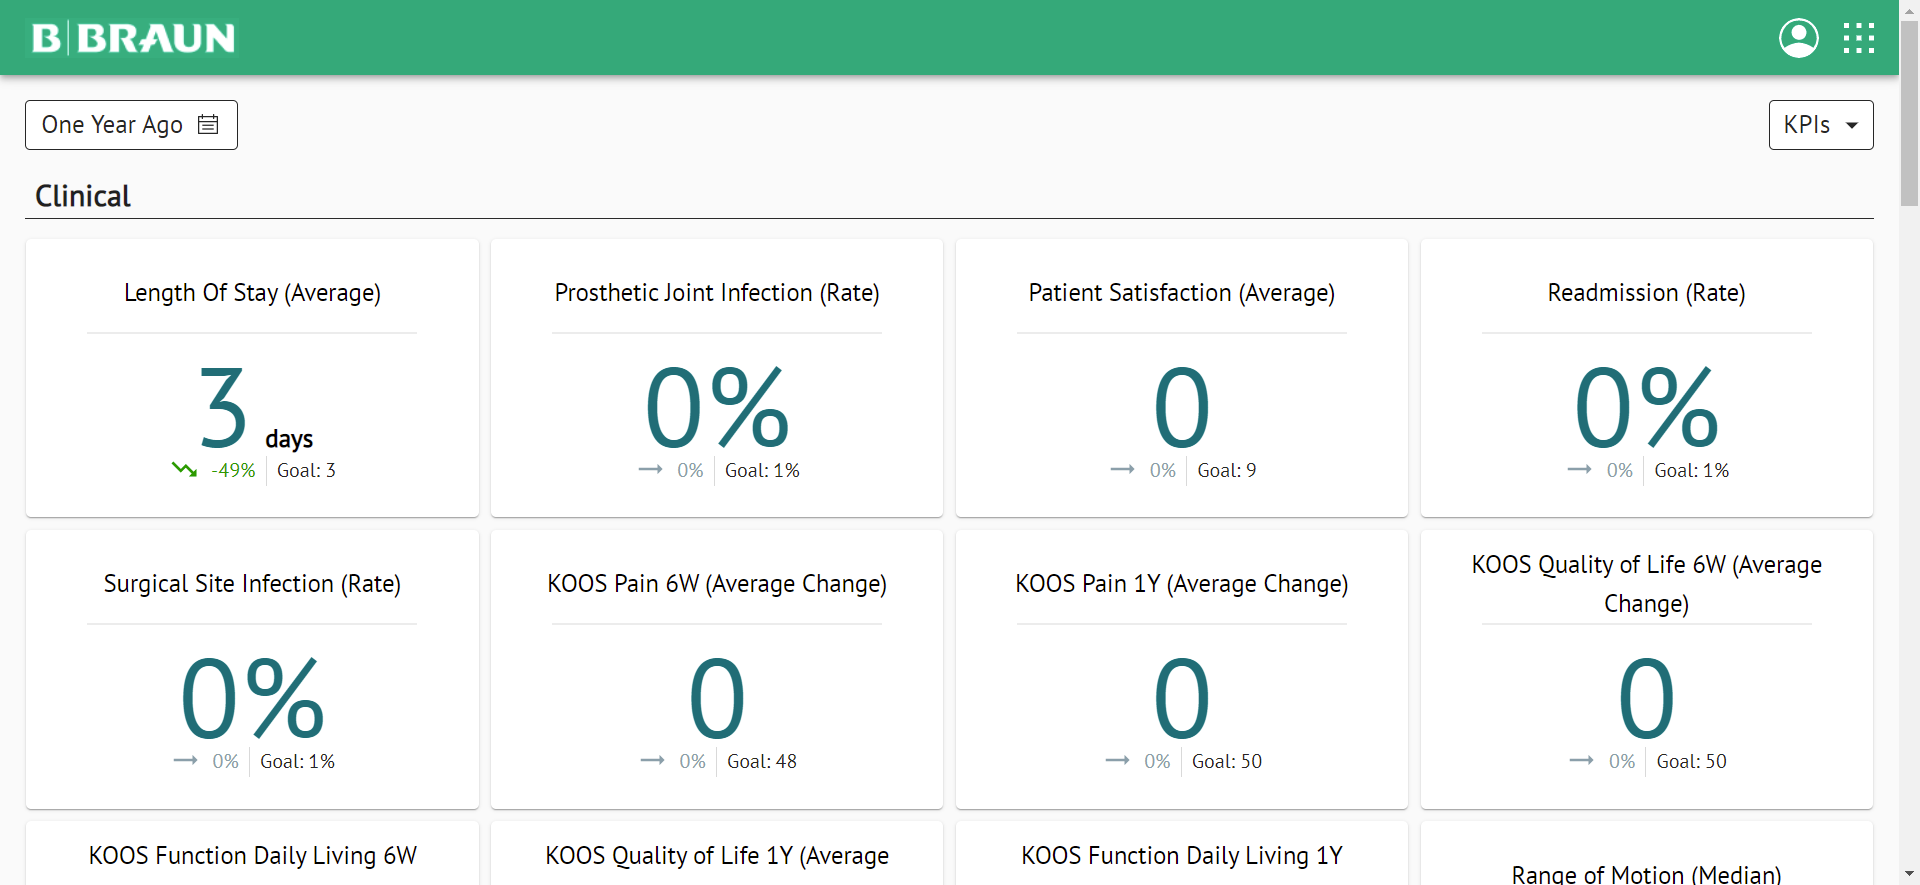 B BRAUN
One Year Ago
KPIs
Clinical
Length Of Stay (Average)
3 days
-49% Goal: 3
Prosthetic Joint Infection (Rate)
0%
0% Goal: 1%
Patient Satisfaction (Average)
0
0% Goal: 9
Readmission (Rate)
0%
0% Goal: 1%
Surgical Site Infection (Rate)
0%
0% Goal: 1%
KOOS Pain 6W (Average Change)
0
0% Goal: 48
KOOS Pain 1Y (Average Change)
0
0% Goal: 50
KOOS Quality of Life 6W (Average
Change)
0
0% Goal: 50
KOOS Function Daily Living 6W
KOOS Quality of Life 1Y (Average
KOOS Function Daily Living 1Y
Range of Motion (Median)